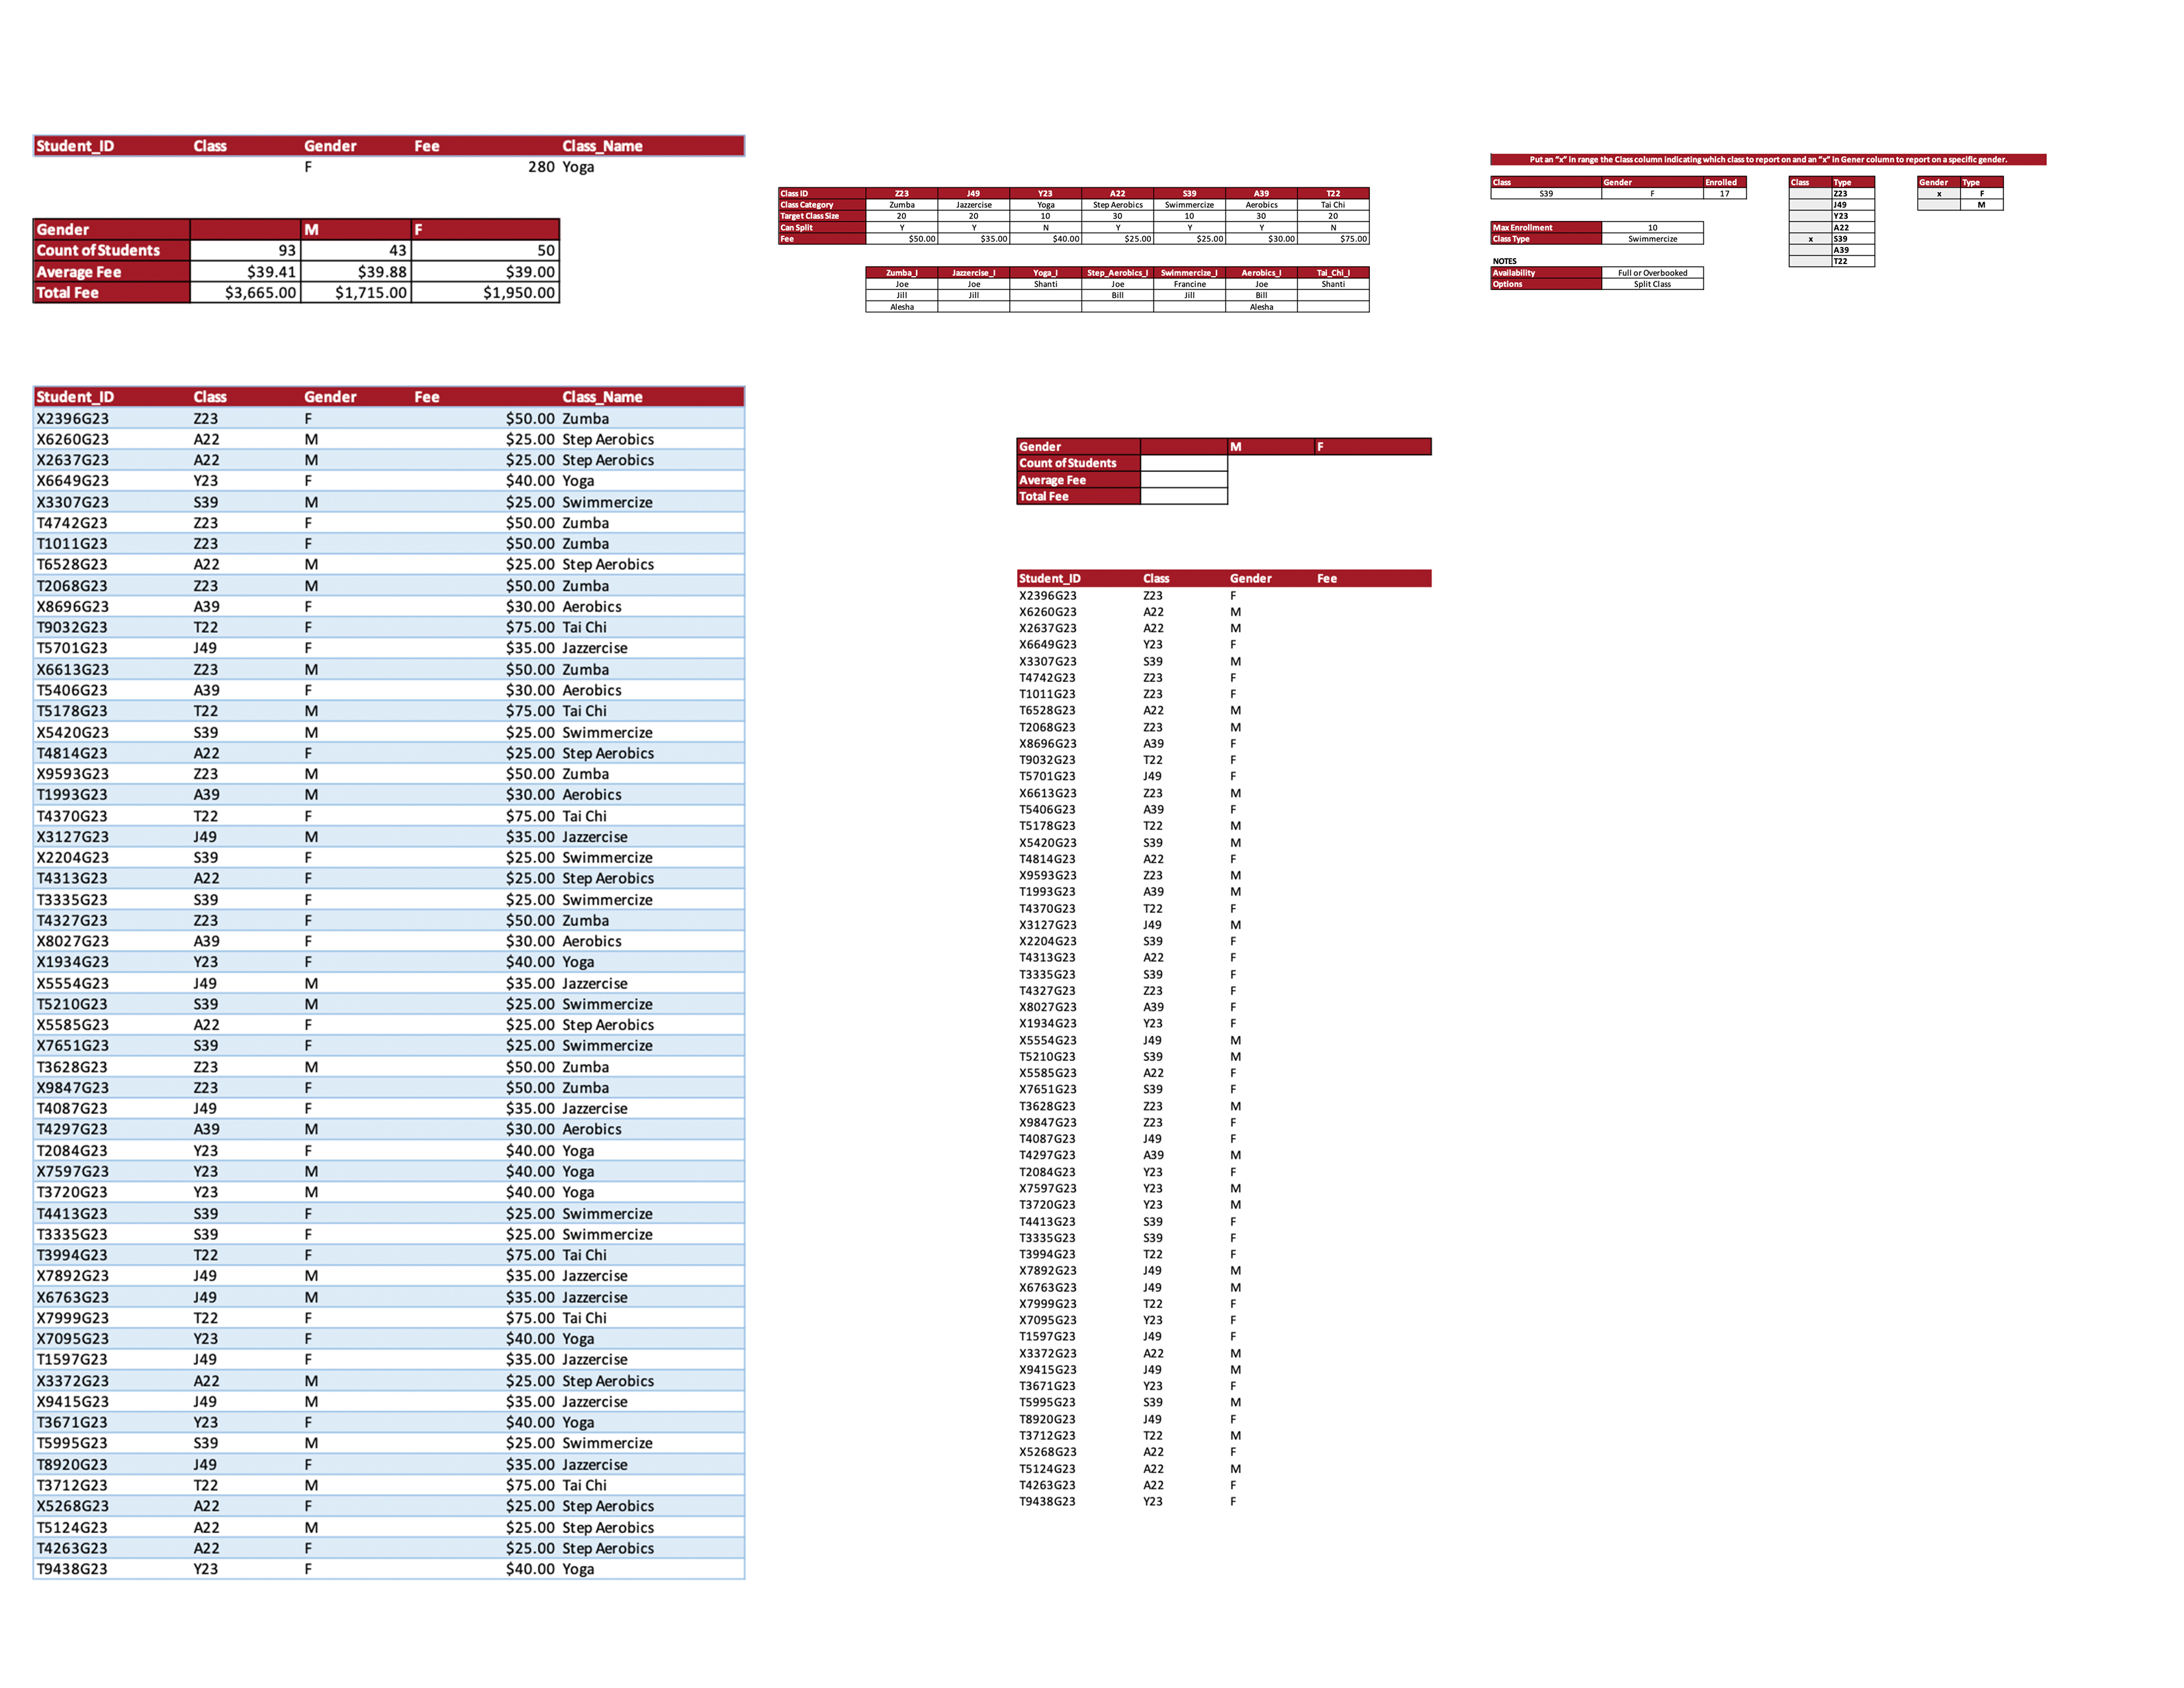 Student_ID Class Gender Fee Class_Name
F 280 Yoga
Gender M F
Count of Students 93 43 50
Average Fee $39.41 $39.88 $39.00
Total Fee $3,665.00 $1,715.00 $1,950.00
Student_ID Class Gender Fee Class_Name
X2396G23 Z23 F $50.00 Zumba
X6260G23 A22 M $25.00 Step Aerobics
X2637G23 A22 M $25.00 Step Aerobics
X6649G23 Y23 F $40.00 Yoga
X3307G23 S39 M $25.00 Swimmercize
T4742G23 Z23 F $50.00 Zumba
T1011G23 Z23 F $50.00 Zumba
T6528G23 A22 M $25.00 Step Aerobics
T2068G23 Z23 M $50.00 Zumba
X8696G23 A39 F $30.00 Aerobics
T9032G23 T22 F $75.00 Tai Chi
T5701G23 J49 F $35.00 Jazzercise
X6613G23 Z23 M $50.00 Zumba
T5406G23 A39 F $30.00 Aerobics
T5178G23 T22 M $75.00 Tai Chi
X5420G23 S39 M $25.00 Swimmercize
T4814G23 A22 F $25.00 Step Aerobics
X9593G23 Z23 M $50.00 Zumba
T1993G23 A39 M $30.00 Aerobics
T4370G23 T22 F $75.00 Tai Chi
X3127G23 J49 M $35.00 Jazzercise
X2204G23 S39 F $25.00 Swimmercize
T4313G23 A22 F $25.00 Step Aerobics
T3335G23 S39 F $25.00 Swimmercize
T4327G23 Z23 F $50.00 Zumba
X8027G23 A39 F $30.00 Aerobics
X1934G23 Y23 F $40.00 Yoga
X5554G23 J49 M $35.00 Jazzercise
T5210G23 S39 M $25.00 Swimmercize
X5585G23 A22 F $25.00 Step Aerobics
X7651G23 S39 F $25.00 Swimmercize
T3628G23 Z23 M $50.00 Zumba
X9847G23 Z23 F $50.00 Zumba
T4087G23 J49 F $35.00 Jazzercise
T4297G23 A39 M $30.00 Aerobics
T2084G23 Y23 F $40.00 Yoga
X7597G23 Y23 M $40.00 Yoga
T3720G23 Y23 M $40.00 Yoga
T4413G23 S39 F $25.00 Swimmercize
T3335G23 S39 F $25.00 Swimmercize
T3994G23 T22 F $75.00 Tai Chi
X7892G23 J49 M $35.00 Jazzercise
X6763G23 J49 M $35.00 Jazzercise
X7999G23 T22 F $75.00 Tai Chi
X7095G23 Y23 F $40.00 Yoga
T1597G23 J49 F $35.00 Jazzercise
X3372G23 A22 M $25.00 Step Aerobics
X9415G23 J49 M $35.00 Jazzercise
T3671G23 Y23 F $40.00 Yoga
T5995G23 S39 M $25.00 Swimmercize
T8920G23 J49 F $35.00 Jazzercise
T3712G23 T22 M $75.00 Tai Chi
X5268G23 A22 F $25.00 Step Aerobics
T5124G23 A22 M $25.00 Step Aerobics
T4263G23 A22 F $25.00 Step Aerobics
T9438G23 Y23 F $40.00 Yoga
Class ID Z23 J49 Y23 A22 S39 A39 T22
Class Category Zumba Jazzercise Yoga Step Aerobics Swimmercize Aerobics Tai Chi
Target Class Size 20 20 10 30 10 30 20
Can Split Y Y N Y Y Y N
Fee $50.00 $35.00 $40.00 $25.00 $25.00 $30.00 $75.00
Zumba_I Jazzercise_I Yoga_I Step_Aerobics_I Swimmercize_I Aerobics_I Tai_Chi_I
Joe Joe Shanti Joe Francine Joe Shanti
Jill Jill Bill Jill Bill
Alesha Alesha
Gender M F
Count of Students
Average Fee
Total Fee
Student_ID Class Gender Fee
X2396G23 Z23 F
X6260G23 A22 M
X2637G23 A22 M
X6649G23 Y23 F
X3307G23 S39 M
T4742G23 Z23 F
T1011G23 Z23 F
T6528G23 A22 M
T2068G23 Z23 M
X8696G23 A39 F
T9032G23 T22 F
T5701G23 J49 F
X6613G23 Z23 M
T5406G23 A39 F
T5178G23 T22 M
X5420G23 S39 M
T4814G23 A22 F
X9593G23 Z23 M
T1993G23 A39 M
T4370G23 T22 F
X3127G23 J49 M
X2204G23 S39 F
T4313G23 A22 F
T3335G23 S39 F
T4327G23 Z23 F
X8027G23 A39 F
X1934G23 Y23 F
X5554G23 J49 M
T5210G23 S39 M
X5585G23 A22 F
X7651G23 S39 F
T3628G23 Z23 M
X9847G23 Z23 F
T4087G23 J49 F
T4297G23 A39 M
T2084G23 Y23 F
X7597G23 Y23 M
T3720G23 Y23 M
T4413G23 S39 F
T3335G23 S39 F
T3994G23 T22 F
X7892G23 J49 M
X6763G23 J49 M
X7999G23 T22 F
X7095G23 Y23 F
T1597G23 J49 F
X3372G23 A22 M
X9415G23 J49 M
T3671G23 Y23 F
T5995G23 S39 M
T8920G23 J49 F
T3712G23 T22 M
X5268G23 A22 F
T5124G23 A22 M
T4263G23 A22 F
T9438G23 Y23 F
Put an "x" in range the Class column indicating which class to report on and an "x" in Gener column to report on a specific gender.
Class Gender Enrolled
S39 F 17
Max Enrollment 10
Class Type Swimmercize
NOTES
Availability Full or Overbooked
Options Split Class
Class Type
Z23
J49
Y23
A22
x S39
A39
T22
Gender Type
x F
M